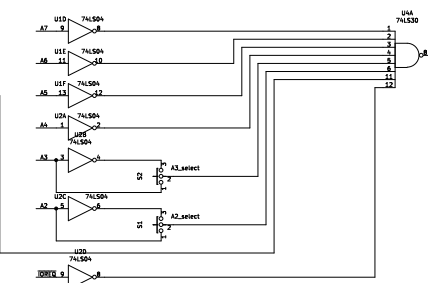 U4A
74LS30
U1D 74LS04
A7 9 8 1
2
U1E 74LS04 3
4 8
A6 11 10 5
6
U1F 74LS04 11
12
A5 13 12
U2A 74LS04
A4 1 2
U2B
74LS04
A3 3 4
3
S2 2 A3_select
1
U2C 74LS04
A2 5 6
3
S1 2 A2_select
1
U2D
74LS04
IOREQ 9 8